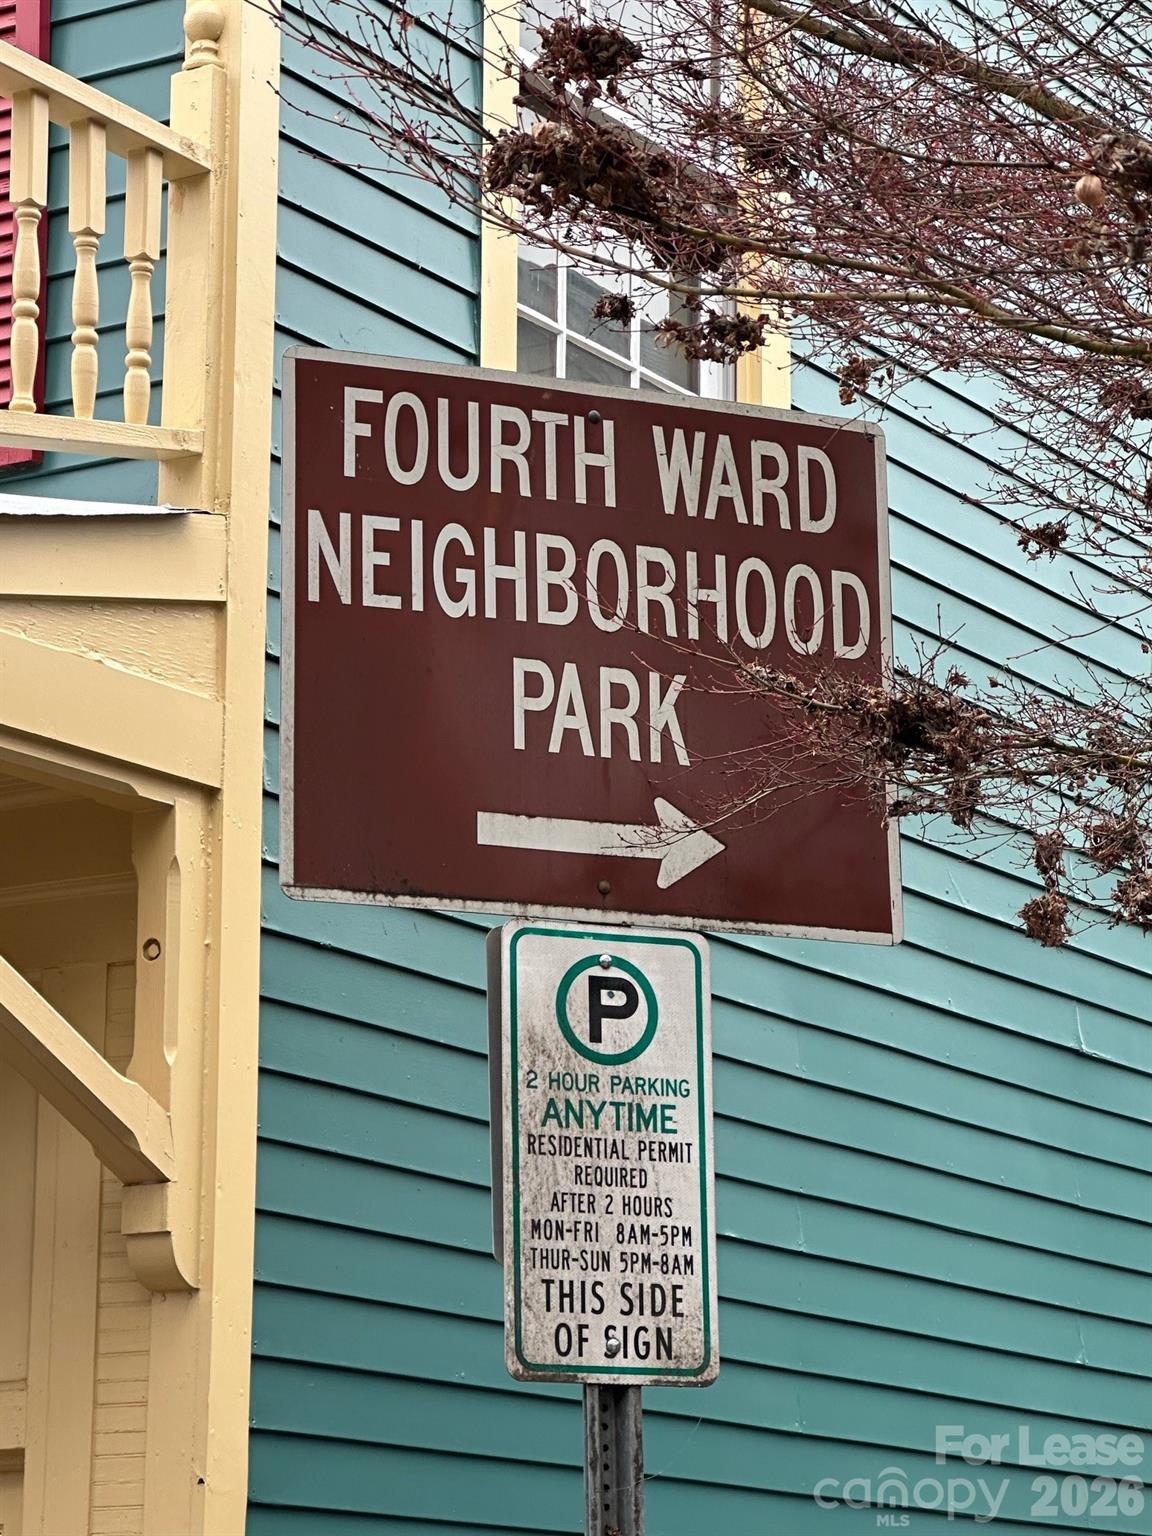 FOURTH WARD
NEIGHBORHOOD
PARK
P
2 HOUR PARKING
ANYTIME
RESIDENTIAL PERMIT
REQUIRED
AFTER 2 HOURS
MON-FRI 8AM-5PM
THUR-SUN 5PM-8AM
THIS SIDE
OF SIGN
For Lease
canopy 2026
MLS